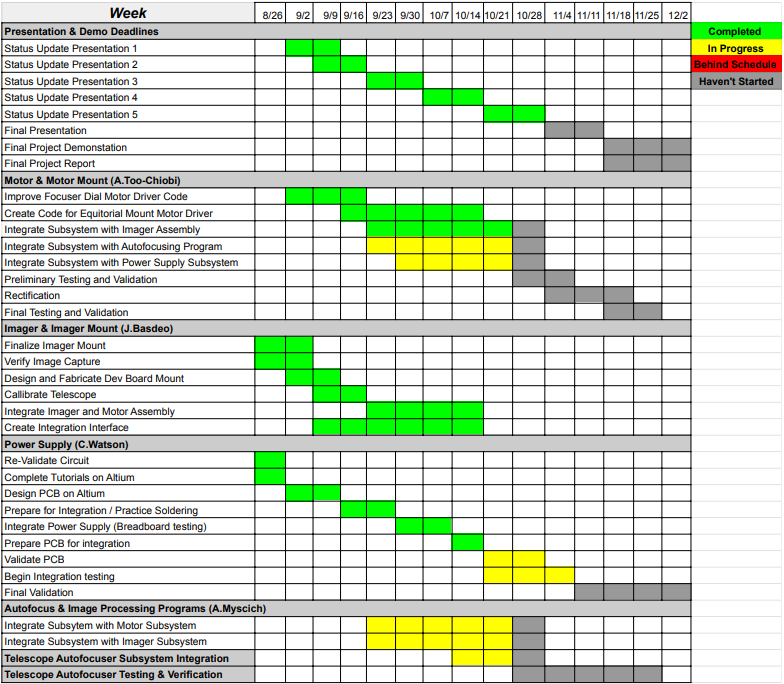 Week 8/26 9/2 9/9 9/16 9/23 9/30 10/7 10/14 10/21 10/28 11/4 11/11 11/18 11/25 12/2
Presentation & Demo Deadlines Completed
Status Update Presentation 1 In Progress
Status Update Presentation 2 Behind Schedule
Status Update Presentation 3 Haven't Started
Status Update Presentation 4
Status Update Presentation 5
Final Presentation
Final Project Demonstation
Final Project Report
Motor & Motor Mount (A.Too-Chiobi)
Improve Focuser Dial Motor Driver Code
Create Code for Equitorial Mount Motor Driver
Integrate Subsystem with Imager Assembly
Integrate Subsystem with Autofocusing Program
Integrate Subsystem with Power Supply Subsystem
Preliminary Testing and Validation
Rectification
Final Testing and Validation
Imager & Imager Mount (J.Basdeo)
Finalize Imager Mount
Verify Image Capture
Design and Fabricate Dev Board Mount
Callibrate Telescope
Integrate Imager and Motor Assembly
Create Integration Interface
Power Supply (C.Watson)
Re-Validate Circuit
Complete Tutorials on Altium
Design PCB on Altium
Prepare for Integration / Practice Soldering
Integrate Power Supply (Breadboard testing)
Prepare PCB for integration
Validate PCB
Begin Integration testing
Final Validation
Autofocus & Image Processing Programs (A.Myscich)
Integrate Subytem with Motor Subsystem
Integrate Subsystem with Imager Subsystem
Telescope Autofocuser Subsystem Integration
Telescope Autofocuser Testing & Verification